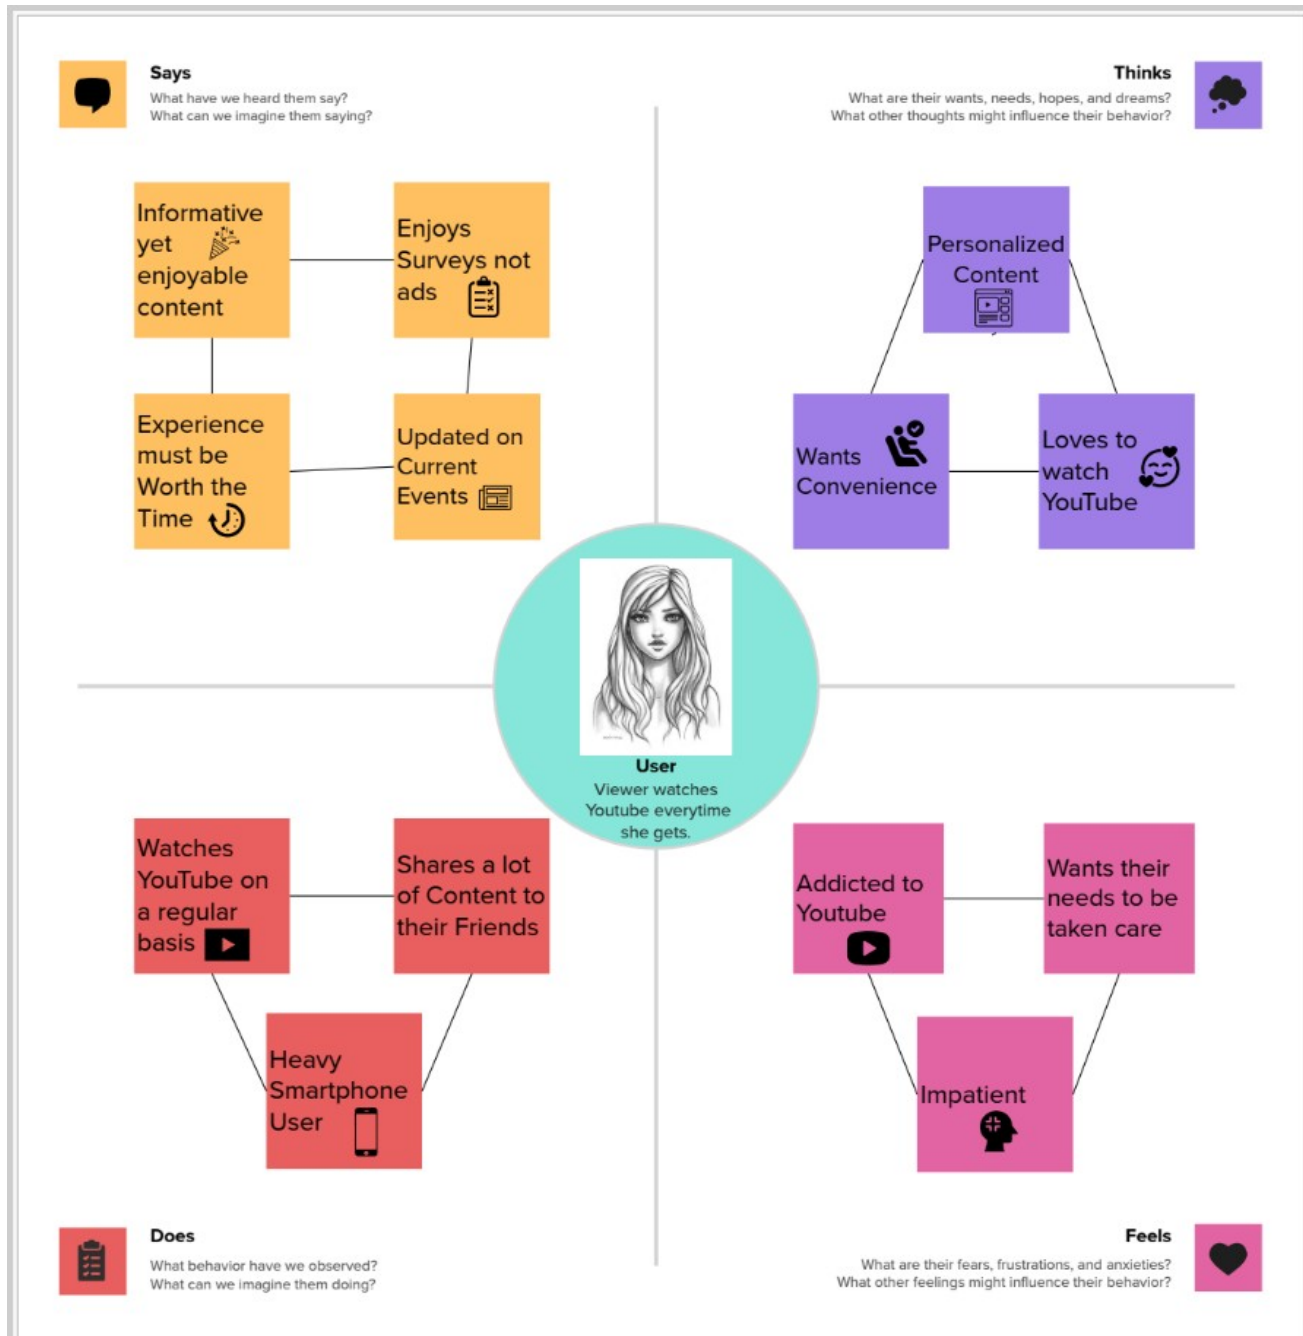 Says
What have we heard them say?
What can we imagine them saying?
Informative
yet
enjoyable
content
Enjoys
Surveys not
ads
Experience
must be
Worth the
Time
Updated on
Current
Events
Thinks
What are their wants, needs, hopes, and dreams?
What other thoughts might influence their behavior?
Personalized
Content
Wants
Convenience
Loves to
watch
YouTube
User
Viewer watches
Youtube everytime
she gets.
Watches
YouTube on
a regular
basis
Shares a lot
of Content to
their Friends
Heavy
Smartphone
User
Does
What behavior have we observed?
What can we imagine them doing?
Addicted to
Youtube
Wants their
needs to be
taken care
Impatient
Feels
What are their fears, frustrations, and anxieties?
What other feelings might influence their behavior?